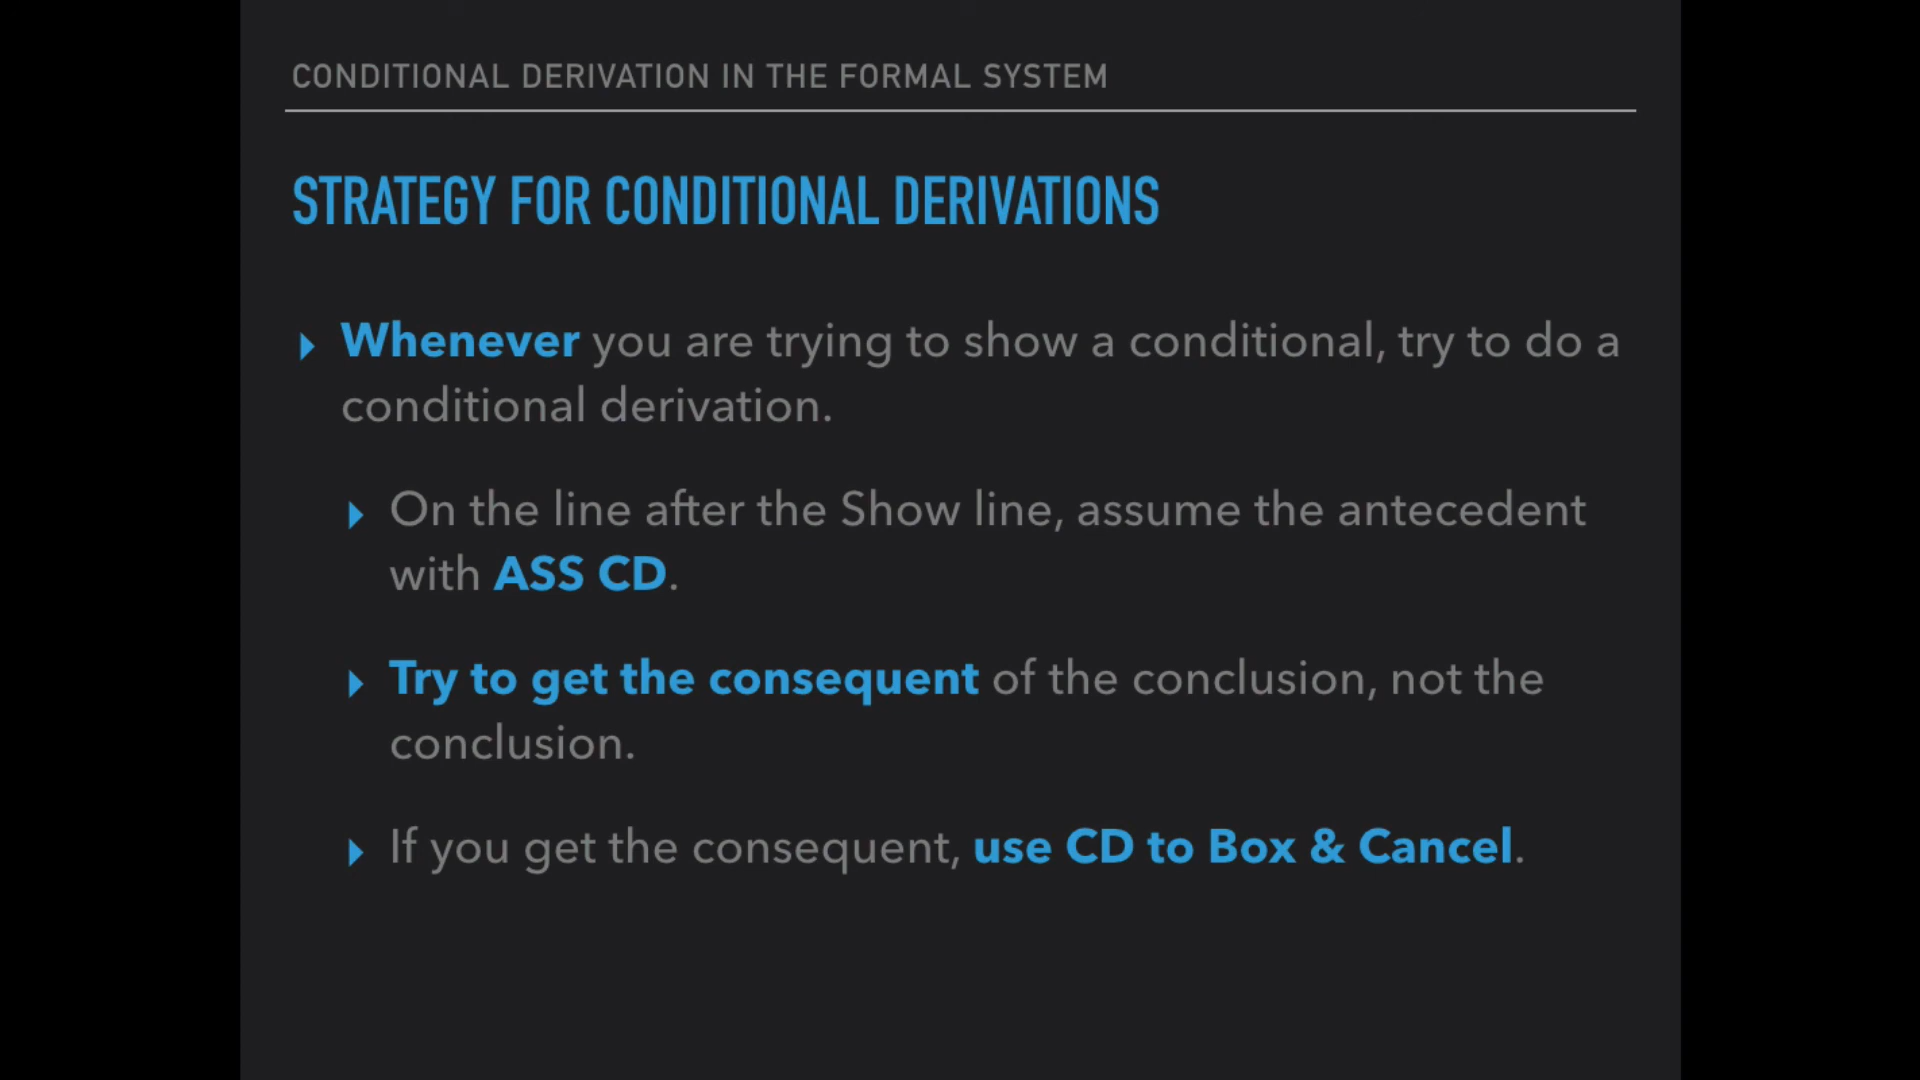 CONDITIONAL DERIVATION IN THE FORMAL SYSTEM
STRATEGY FOR CONDITIONAL DERIVATIONS
Whenever you are trying to show a conditional, try to do a
conditional derivation.
On the line after the Show line, assume the antecedent
with ASS CD.
Try to get the consequent of the conclusion, not the
conclusion.
If you get the consequent, use CD to Box & Cancel.